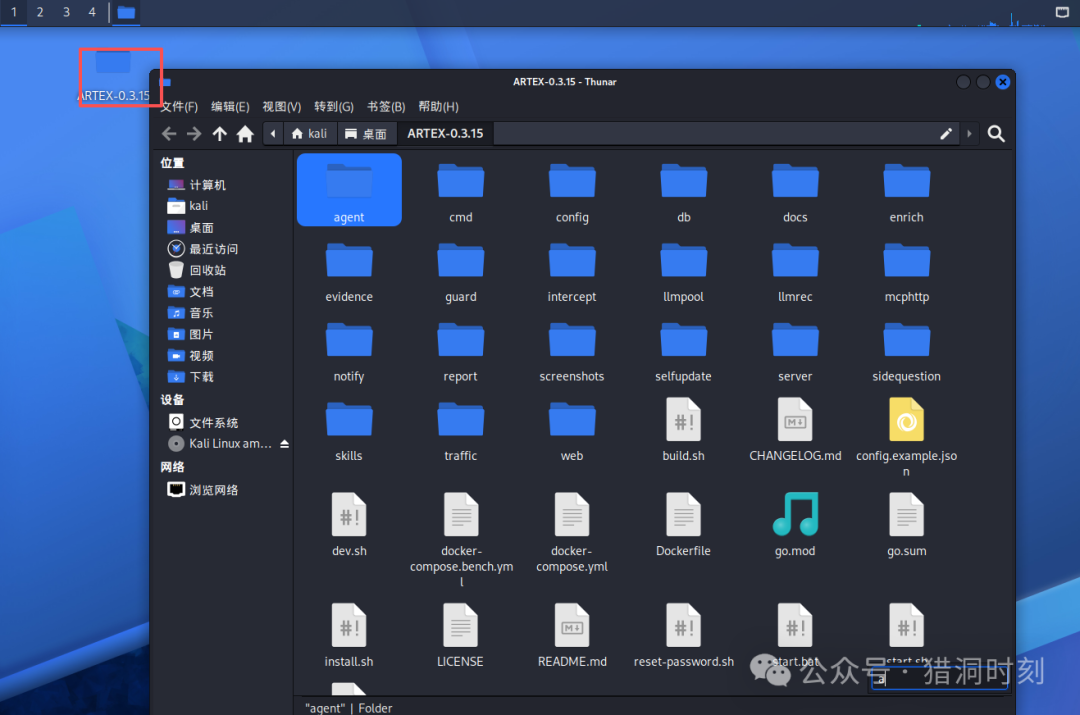 1 2 3 4
ARTEX-0.3.15
ARTEX-0.3.15 - Thunar
文件(F) 编辑(E) 视图(V) 转到(G) 书签(B) 帮助(H)
kali 桌面 ARTEX-0.3.15
位置
计算机
kali
桌面
最近访问
回收站
文档
音乐
图片
视频
下载
设备
文件系统
Kali Linux am...
网络
浏览网络
agent cmd config db docs enrich
evidence guard intercept llmpool llmrec mcphttp
notify report screenshots selfupdate server sidequestion
skills traffic web build.sh CHANGELOG.md config.example.jso
n
dev.sh docker- docker- Dockerfile go.mod go.sum
compose.bench.ym compose.yml
l
install.sh LICENSE README.md reset-password.sh start.bat start.sh
a
公众号 · 猎洞时刻
"agent" | Folder